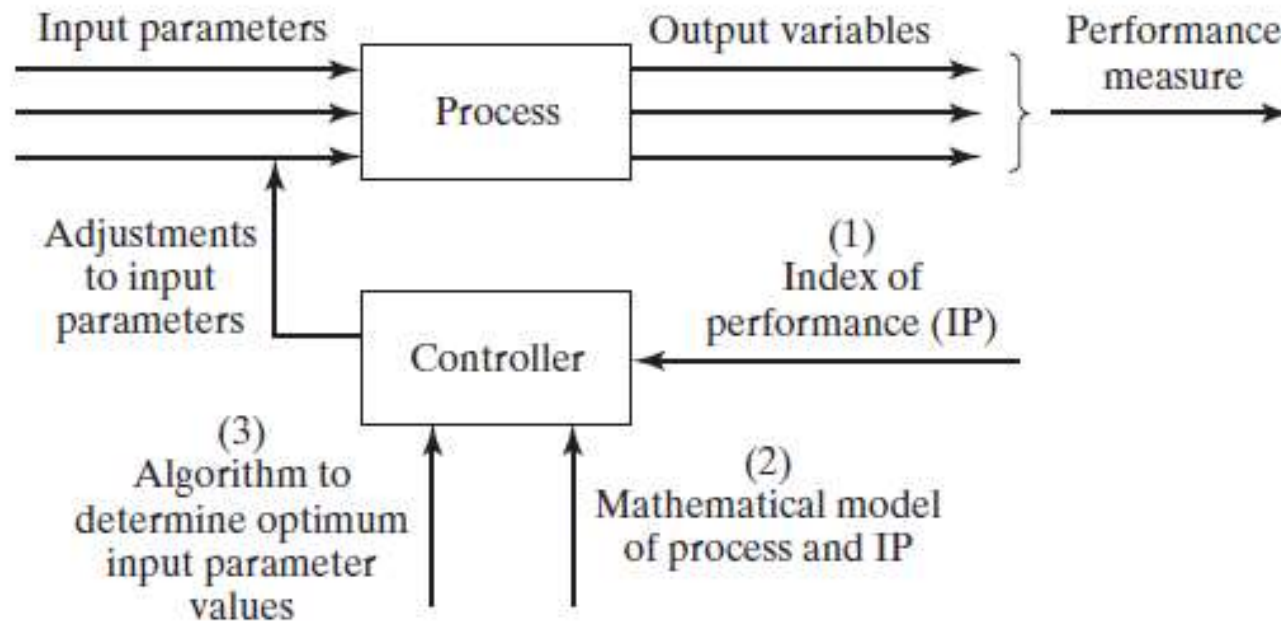 Input parameters
Process
Output variables
Performance
measure
Adjustments
to input
parameters
Controller
(1)
Index of
performance (IP)
(3)
Algorithm to
determine optimum
input parameter
values
(2)
Mathematical model
of process and IP